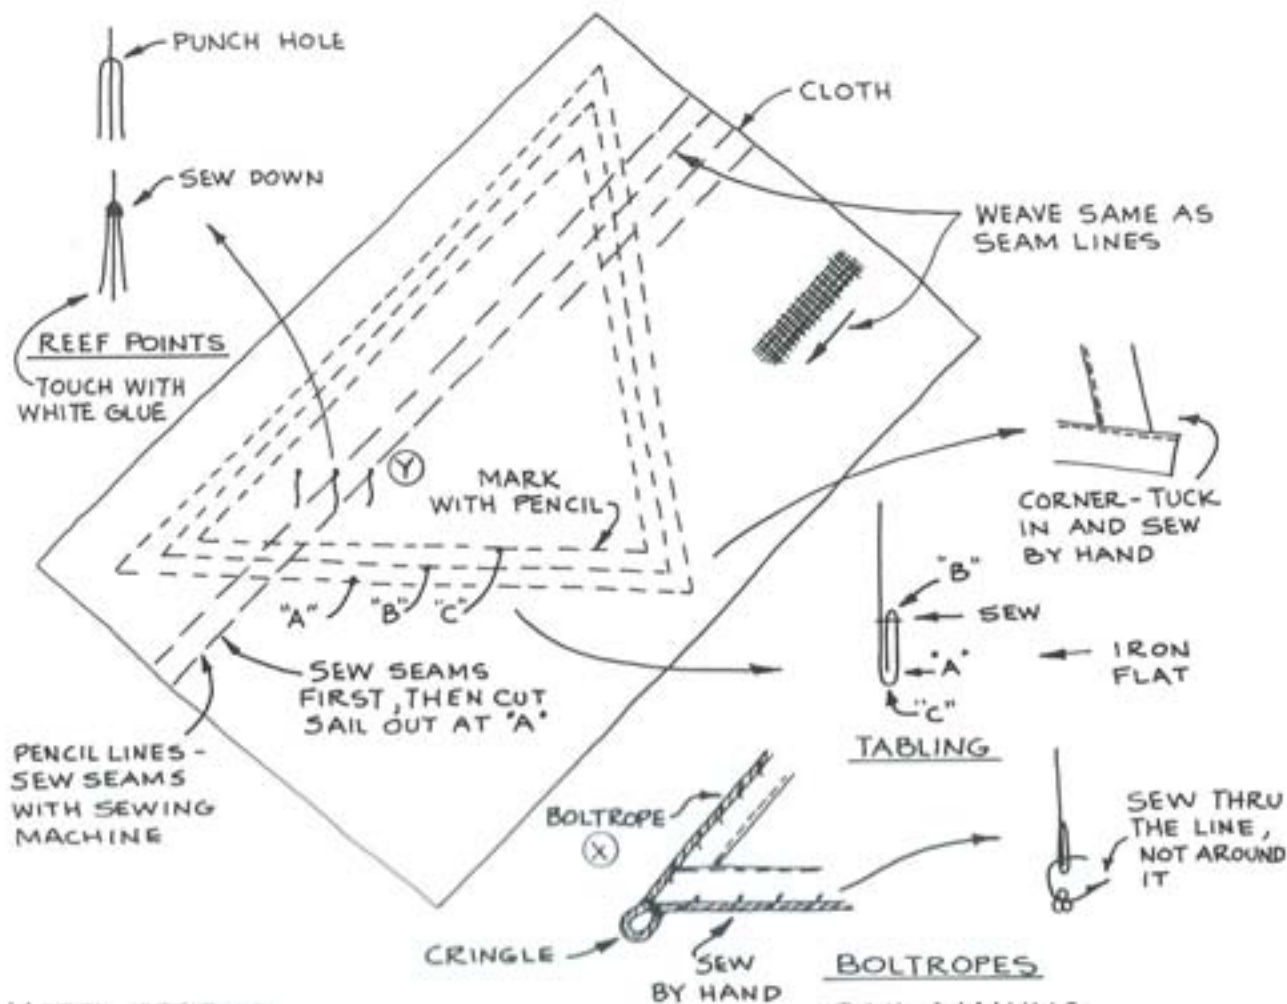 PUNCH HOLE
CLOTH
SEW DOWN
WEAVE SAME AS
SEAM LINES
REEF POINTS
TOUCH WITH
WHITE GLUE
Y
MARK
WITH PENCIL
CORNER - TUCK
IN AND SEW
BY HAND
"A"
"B"
"C"
"B"
SEW
"A"
"C"
IRON
FLAT
TABLING
SEW SEAMS
FIRST, THEN CUT
SAIL OUT AT "A"
PENCIL LINES -
SEW SEAMS
WITH SEWING
MACHINE
BOLTROPE
X
SEW THRU
THE LINE,
NOT AROUND
IT
CRINGLE
SEW
BY HAND
BOLTROPES